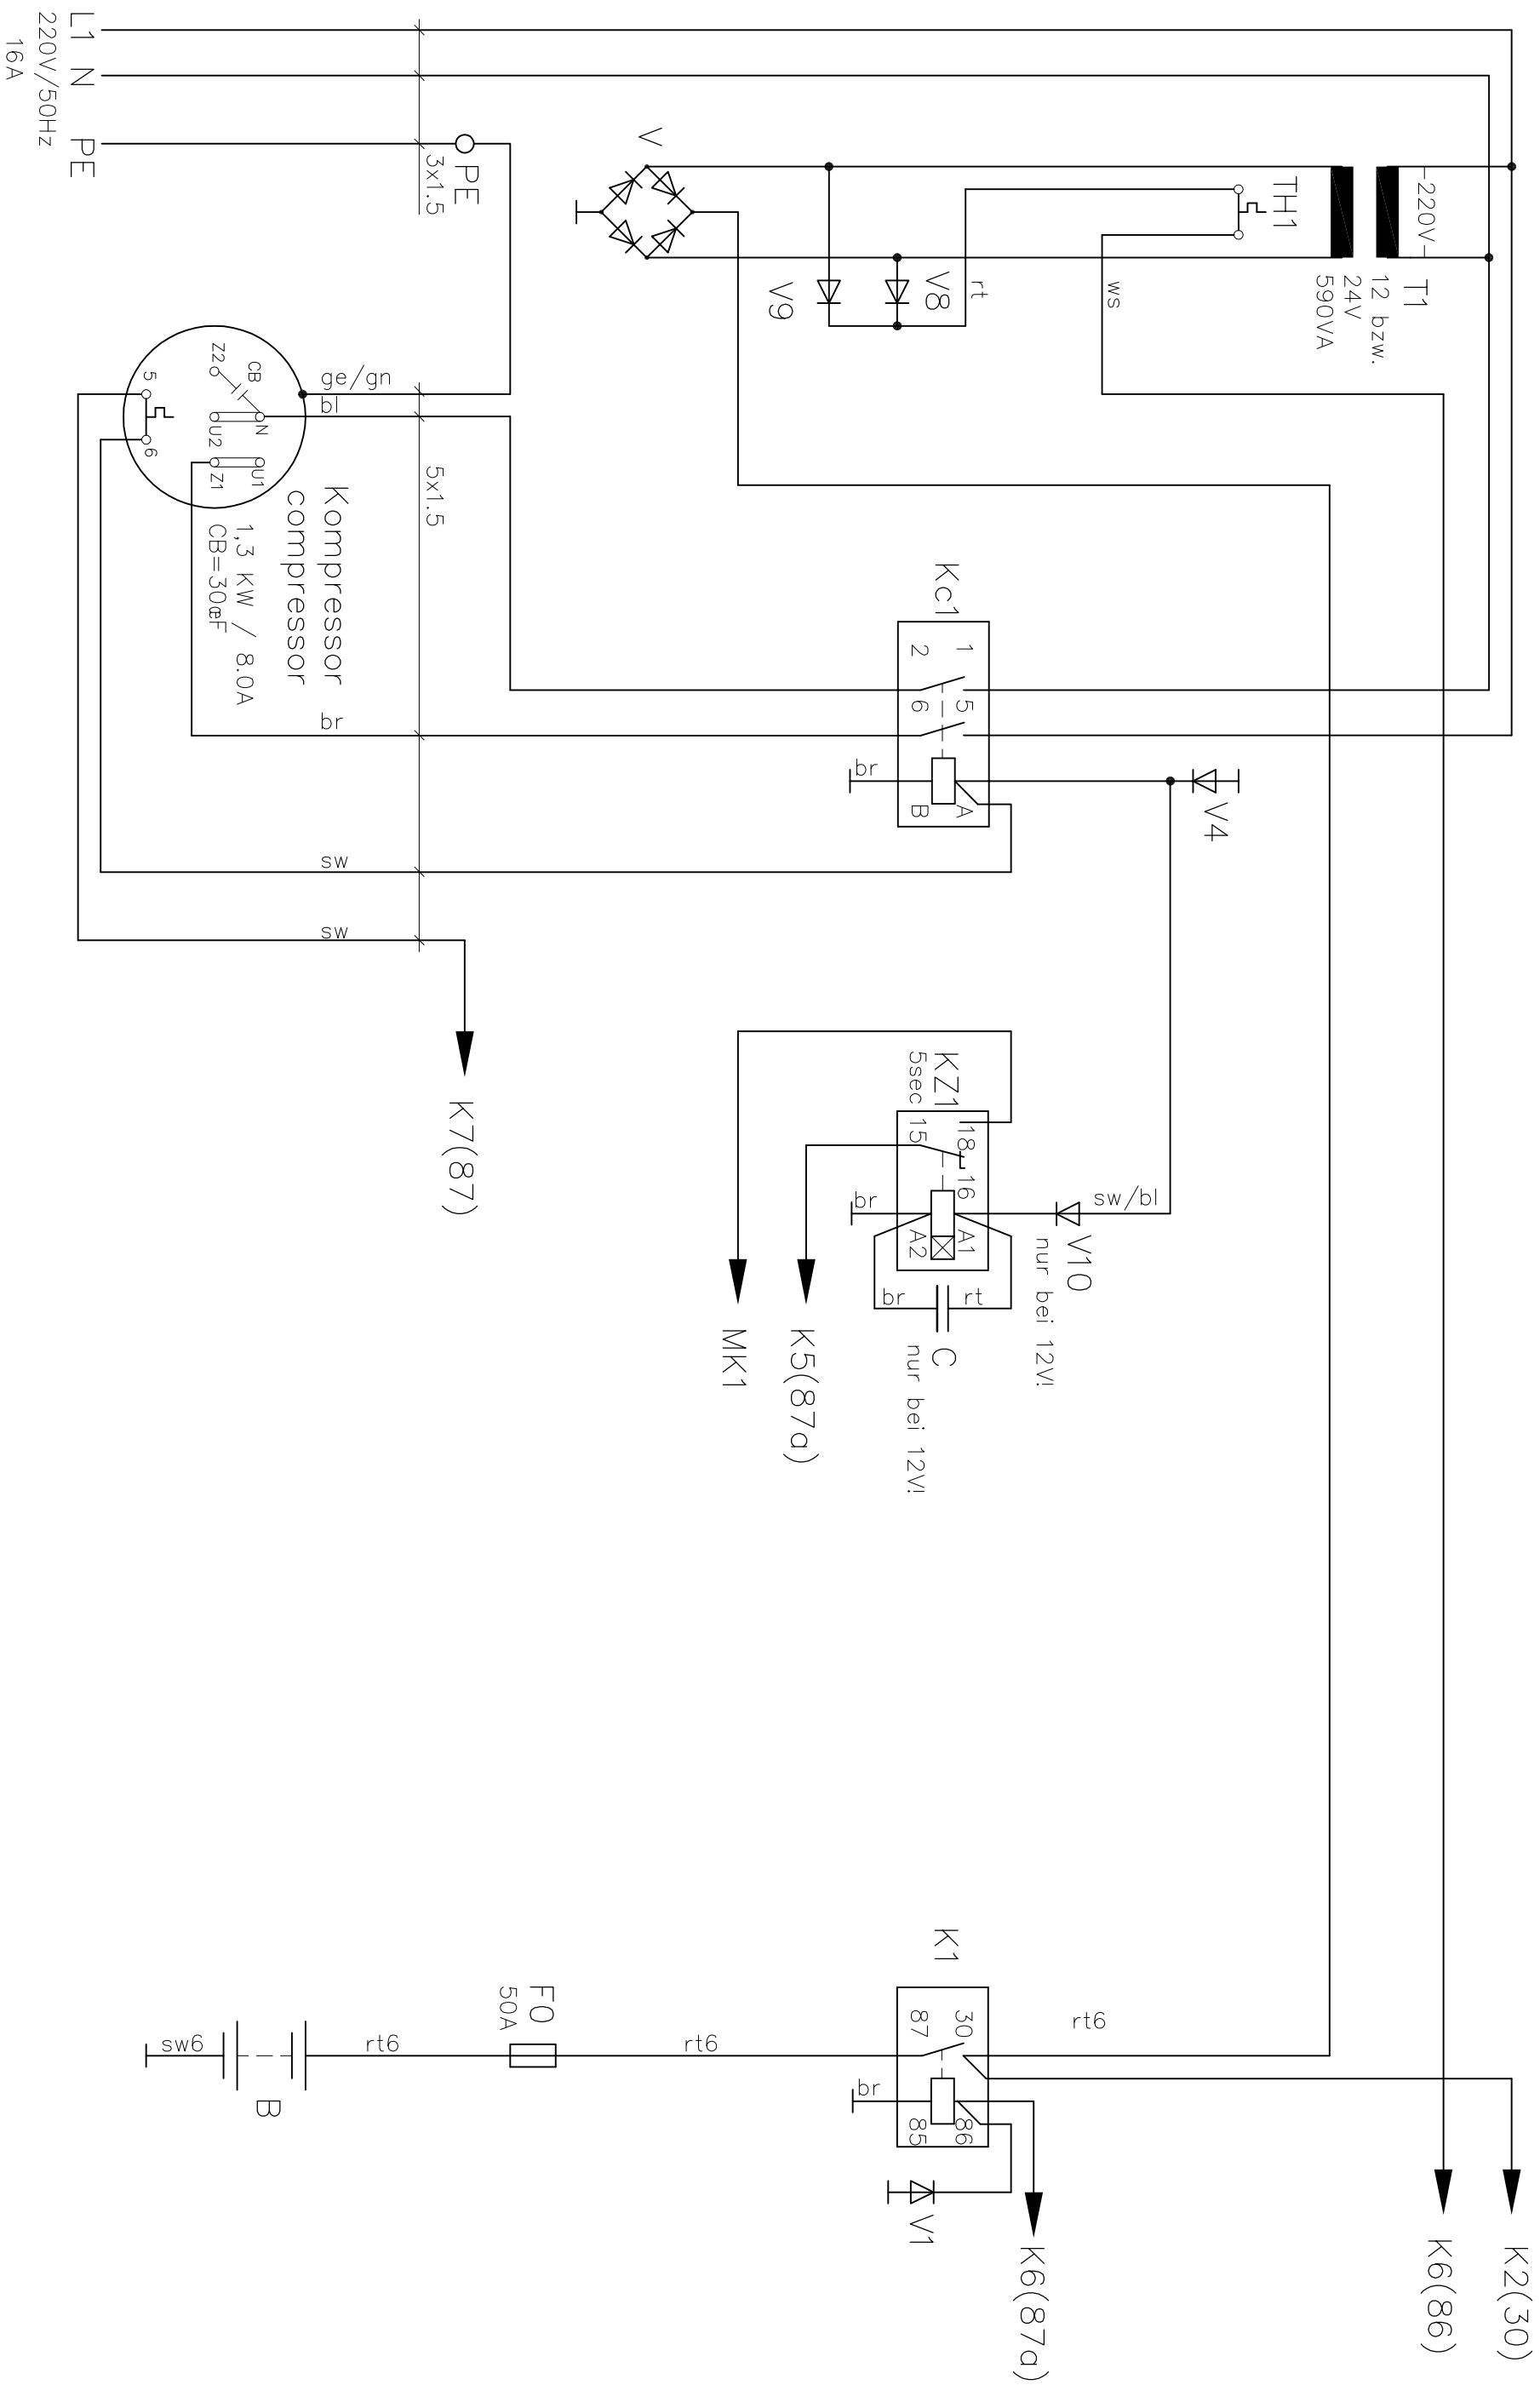 L1
N
PE
220V/50Hz
16A
3x1.5
PE
V
-220V-
T1
12 bzw.
24V
590VA
TH1
V8
V9
rt
ws
ge/gn
bl
5x1.5
CB
Z2
N
U2
U1
Z1
5
6
Kompressor
compressor
1,3 KW / 8.0A
CB=30œF
br
sw
sw
K7(87)
Kc1
1
2
5
6
A
B
br
V4
KZ1
5sec
18
15
16
A1
A2
br
sw/bl
V10
nur bei 12V!
br
rt
C
nur bei 12V!
K5(87a)
MK1
K1
30
87
86
85
br
rt6
V1
F0
50A
rt6
rt6
sw6
B
K2(30)
K6(86)
K6(87a)